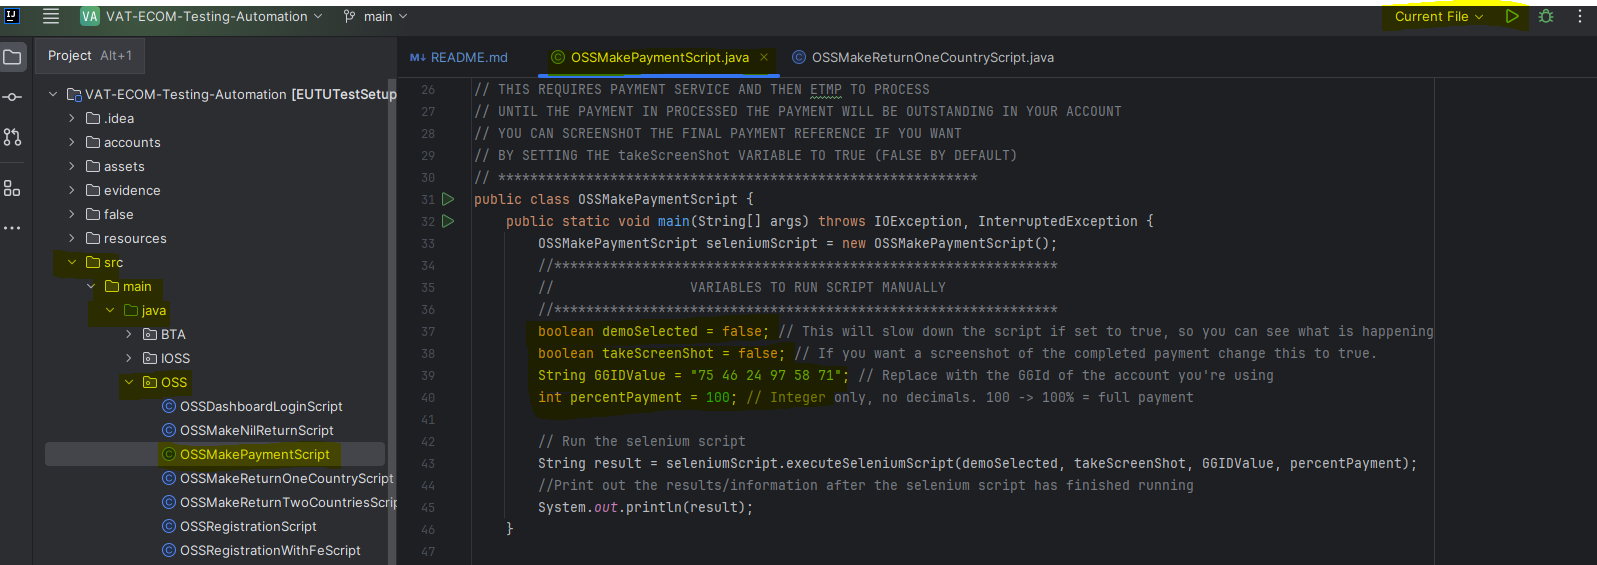 VA VAT-ECOM-Testing-Automation main Current File
Project Alt+1
README.md OSSMakePaymentScript.java OSSMakeReturnOneCountryScript.java
VAT-ECOM-Testing-Automation [EUTUTestSetup
.idea
accounts
assets
evidence
false
resources
src
main
java
BTA
IOSS
OSS
OSSDashboardLoginScript
OSSMakeNilReturnScript
OSSMakePaymentScript
OSSMakeReturnOneCountryScript
OSSMakeReturnTwoCountriesScrip
OSSRegistrationScript
OSSRegistrationWithFeScript
26 // THIS REQUIRES PAYMENT SERVICE AND THEN ETMP TO PROCESS
27 // UNTIL THE PAYMENT IN PROCESSED THE PAYMENT WILL BE OUTSTANDING IN YOUR ACCOUNT
28 // YOU CAN SCREENSHOT THE FINAL PAYMENT REFERENCE IF YOU WANT
29 // BY SETTING THE takeScreenShot VARIABLE TO TRUE (FALSE BY DEFAULT)
30 // ************************************************************
31 public class OSSMakePaymentScript {
32 public static void main(String[] args) throws IOException, InterruptedException {
33 OSSMakePaymentScript seleniumScript = new OSSMakePaymentScript();
34 //***************************************************************
35 // VARIABLES TO RUN SCRIPT MANUALLY
36 //***************************************************************
37 boolean demoSelected = false; // This will slow down the script if set to true, so you can see what is happening
38 boolean takeScreenShot = false; // If you want a screenshot of the completed payment change this to true.
39 String GGIDValue = "75 46 24 97 58 71"; // Replace with the GGId of the account you're using
40 int percentPayment = 100; // Integer only, no decimals. 100 -> 100% = full payment
41
42 // Run the selenium script
43 String result = seleniumScript.executeSeleniumScript(demoSelected, takeScreenShot, GGIDValue, percentPayment);
44 //Print out the results/information after the selenium script has finished running
45 System.out.println(result);
46 }
47